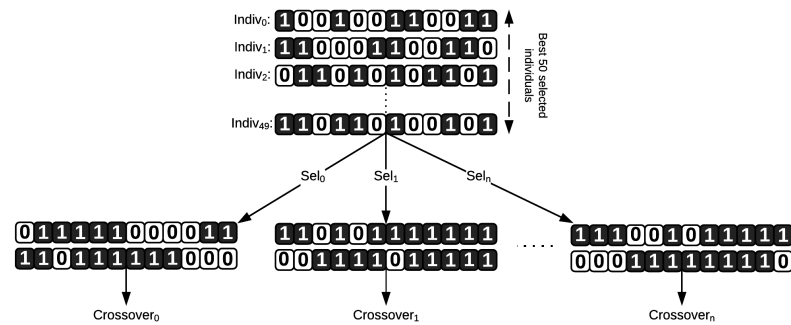 Indiv0: 100100110011
Indiv1: 110001100110
Indiv2: 011010101101
Indiv49: 110110100101
Best 50 selected
individuals
Sel0 Sel1 Seln
011111000011 110101111111 111001011111
110111111000 001111011111 000111111110
Crossover0 Crossover1 Crossovern